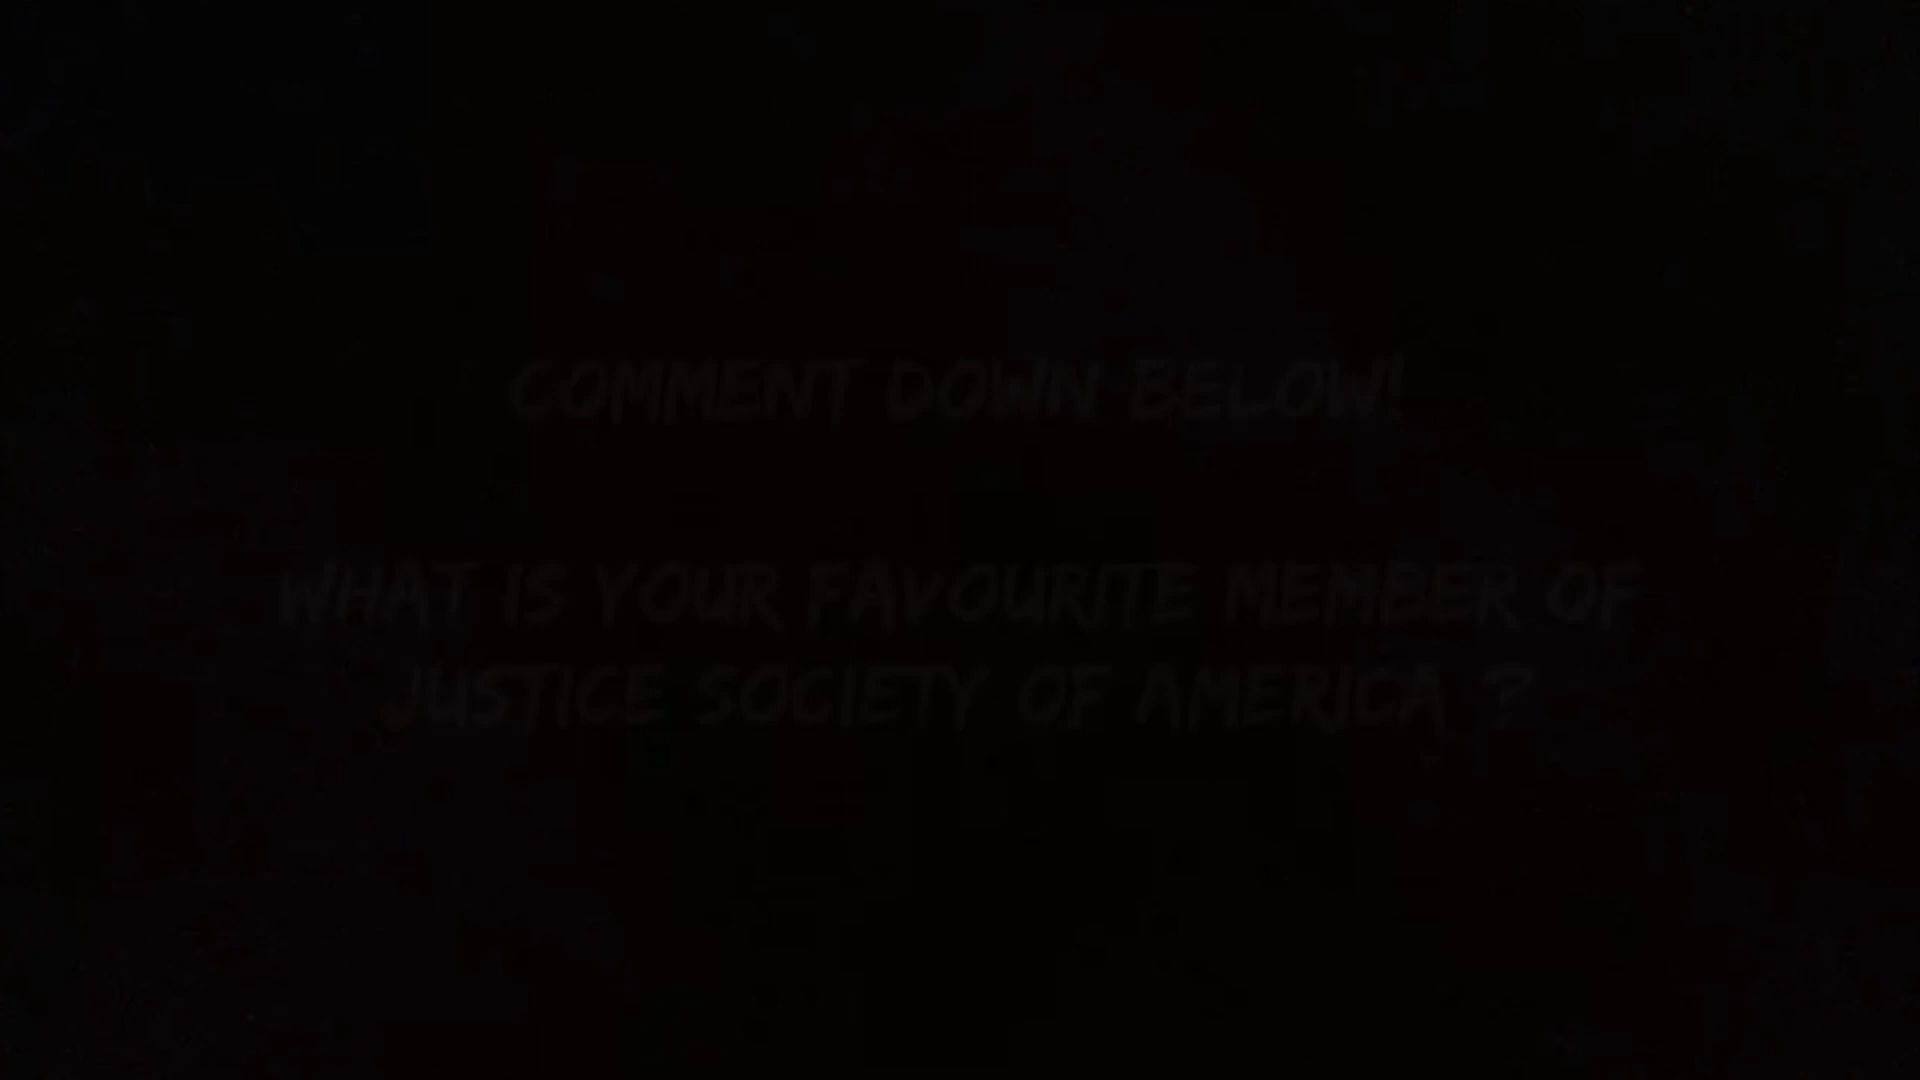 COMMENT DOWN BELOW!
WHAT IS YOUR FAVOURITE MEMBER OF
JUSTICE SOCIETY OF AMERICA ?